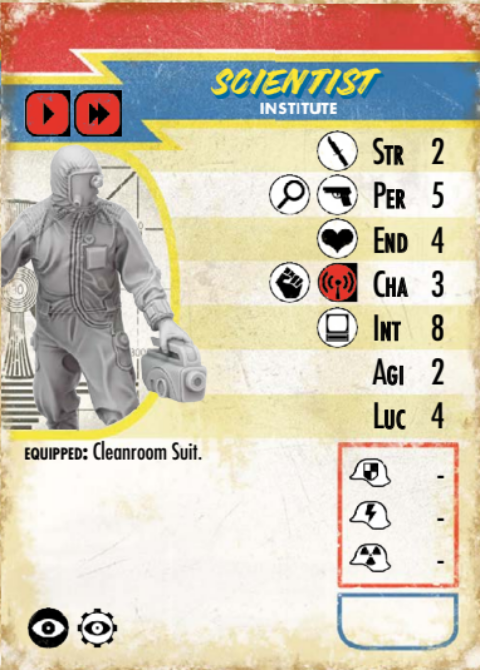 SCIENTIST
INSTITUTE
STR 2
PER 5
END 4
CHA 3
INT 8
AGI 2
LUC 4
EQUIPPED: Cleanroom Suit.
-
-
-